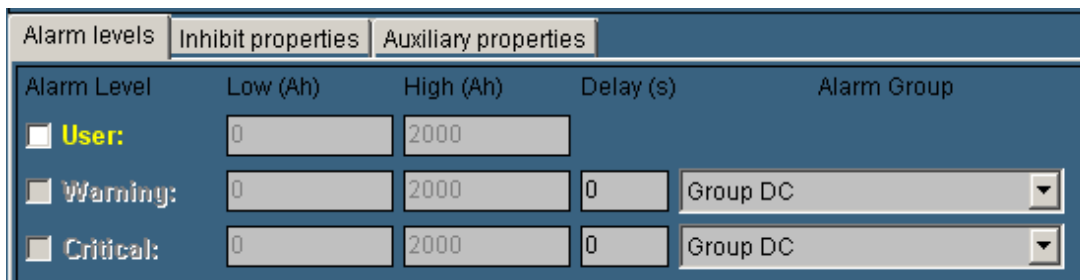 Alarm levels Inhibit properties Auxiliary properties
Alarm Level Low (Ah) High (Ah) Delay (s) Alarm Group
User: 0 2000
Warning: 0 2000 0 Group DC
Critical: 0 2000 0 Group DC